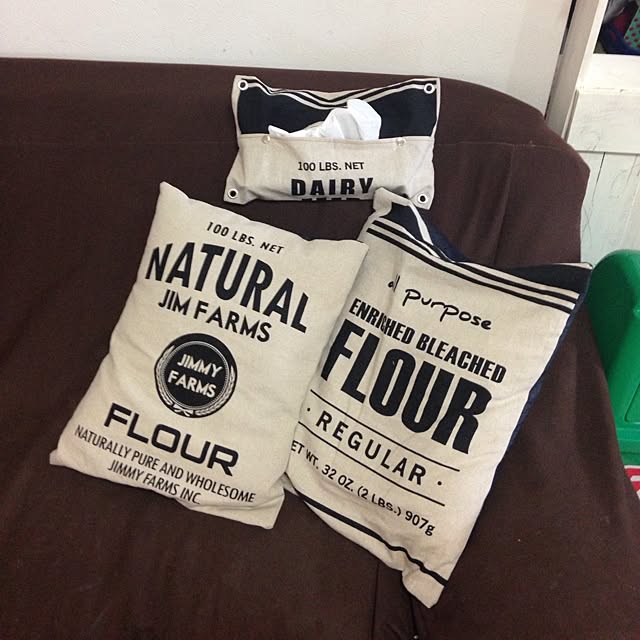 100 LBS. NET
DAIRY
100 LBS. NET
NATURAL
JIM FARMS
JIMMY
FARMS
FLOUR
NATURALLY PURE AND WHOLESOME
JIMMY FARMS INC.
all purpose
ENRICHED BLEACHED
FLOUR
· REGULAR ·
WT. 32 OZ. (2 LBS.) 907g